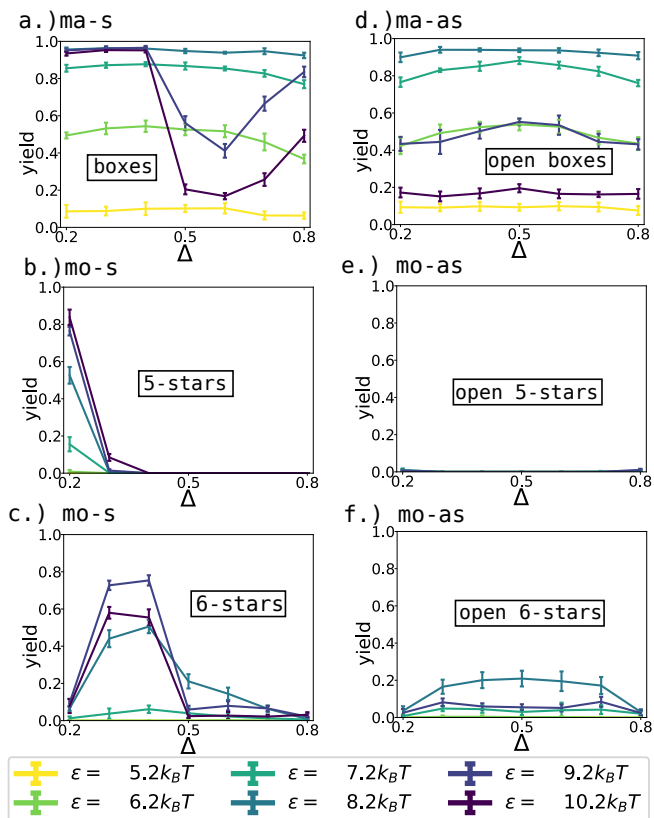 a.)ma-s
1.0
0.8
0.6
0.4
0.2
0.0
yield
boxes
0.2
0.5
0.8
Δ
d.)ma-as
1.0
0.8
0.6
0.4
0.2
0.0
yield
open boxes
0.2
0.5
0.8
Δ
b.)mo-s
1.0
0.8
0.6
0.4
0.2
0.0
yield
5-stars
0.2
0.5
0.8
Δ
e.) mo-as
1.0
0.8
0.6
0.4
0.2
0.0
yield
open 5-stars
0.2
0.5
0.8
Δ
c.) mo-s
1.0
0.8
0.6
0.4
0.2
0.0
yield
6-stars
0.2
0.5
0.8
Δ
f.) mo-as
1.0
0.8
0.6
0.4
0.2
0.0
yield
open 6-stars
0.2
0.5
0.8
Δ
ε = 5.2k_BT
ε = 7.2k_BT
ε = 9.2k_BT
ε = 6.2k_BT
ε = 8.2k_BT
ε = 10.2k_BT